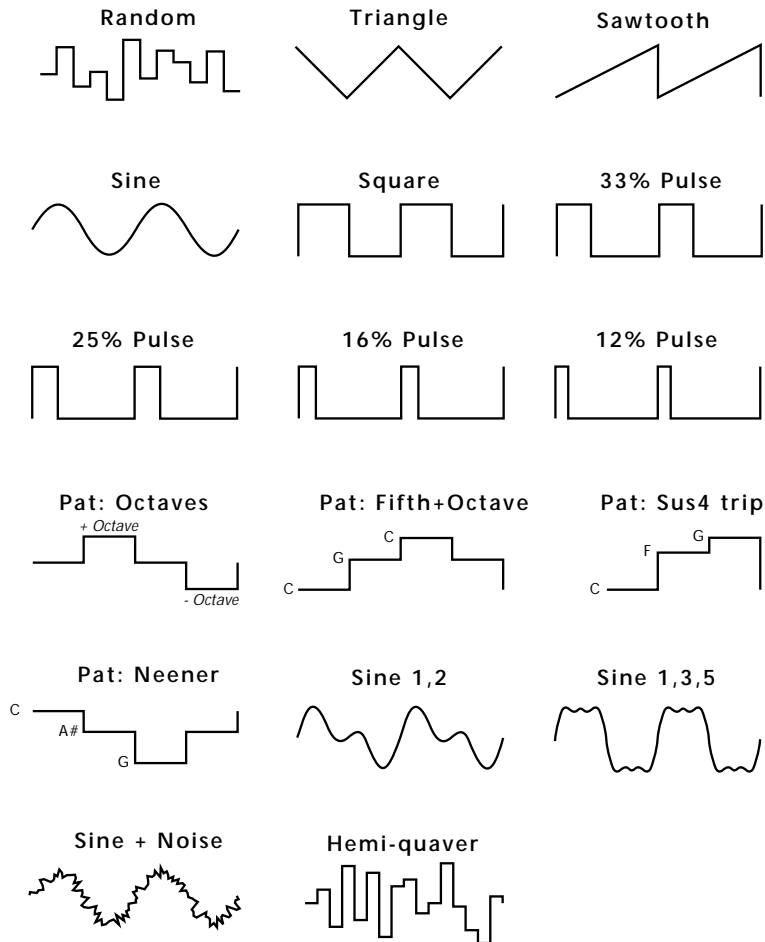 Random
Triangle
Sawtooth
Sine
Square
33% Pulse
25% Pulse
16% Pulse
12% Pulse
Pat: Octaves
+ Octave
- Octave
Pat: Fifth+Octave
C
G
C
Pat: Sus4 trip
G
F
C
Pat: Neener
C
A#
G
Sine 1,2
Sine 1,3,5
Sine + Noise
Hemi-quaver